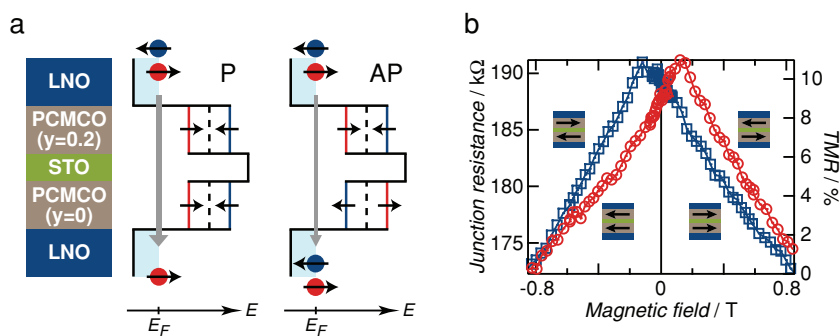 a
LNO
PCMCO
(y=0.2)
STO
PCMCO
(y=0)
LNO
P
AP
E_F
E
E_F
E
b
Junction resistance / kΩ
190
185
180
175
-0.8
0
0.8
Magnetic field / T
10
8
6
4
2
0
TMR / %